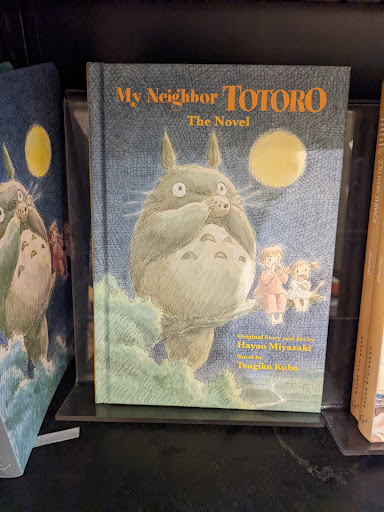 My Neighbor TOTORO
The Novel
Original Story and Art by
Hayao Miyazaki
Novel by
Tsugiko Kubo